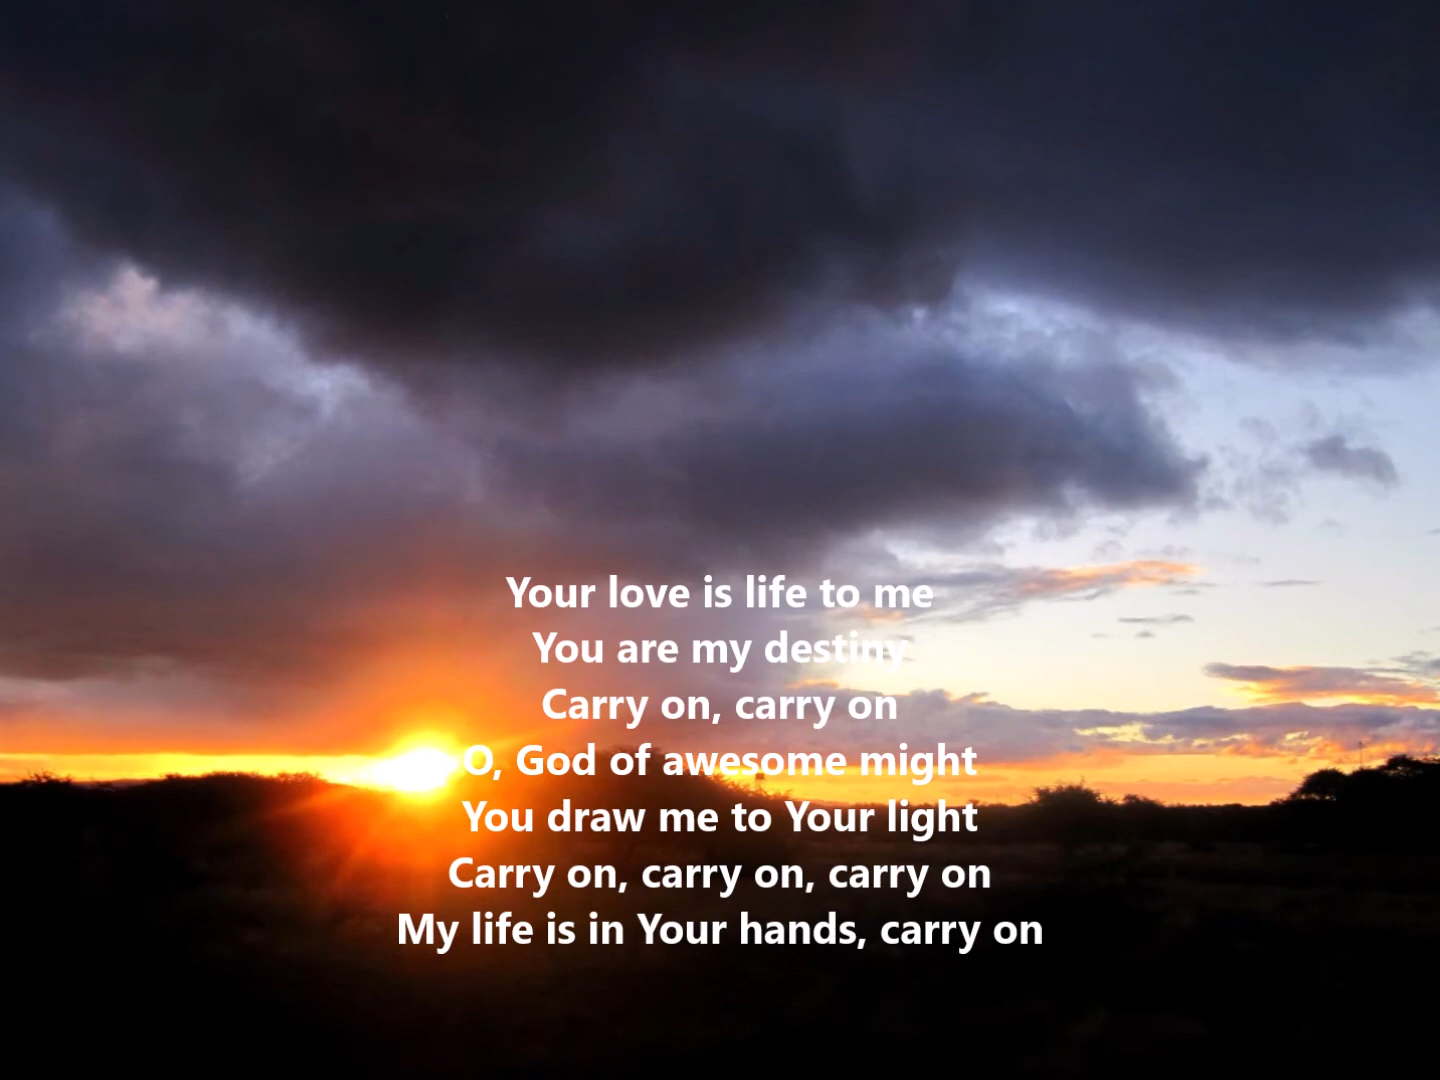 Your love is life to me
You are my destiny
Carry on, carry on
O, God of awesome might
You draw me to Your light
Carry on, carry on, carry on
My life is in Your hands, carry on